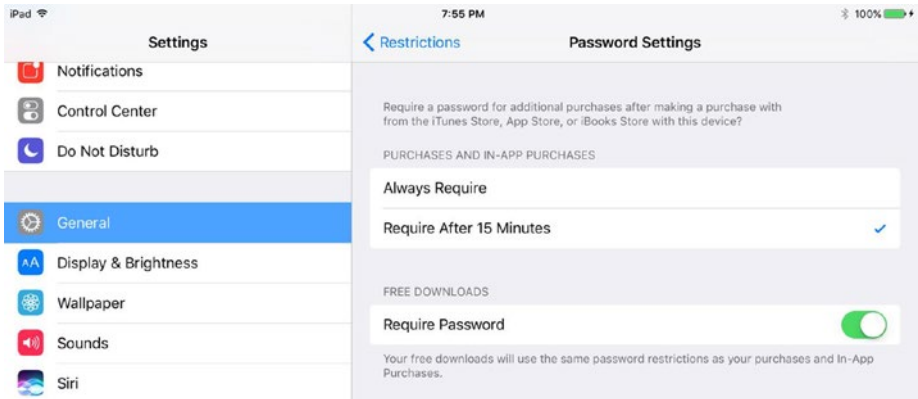 iPad 7:55 PM 100%
Settings
Notifications
Control Center
Do Not Disturb
General
Display & Brightness
AA
Wallpaper
Sounds
Siri
Restrictions Password Settings
Require a password for additional purchases after making a purchase with
from the iTunes Store, App Store, or iBooks Store with this device?
PURCHASES AND IN-APP PURCHASES
Always Require
Require After 15 Minutes
FREE DOWNLOADS
Require Password
Your free downloads will use the same password restrictions as your purchases and In-App
Purchases.